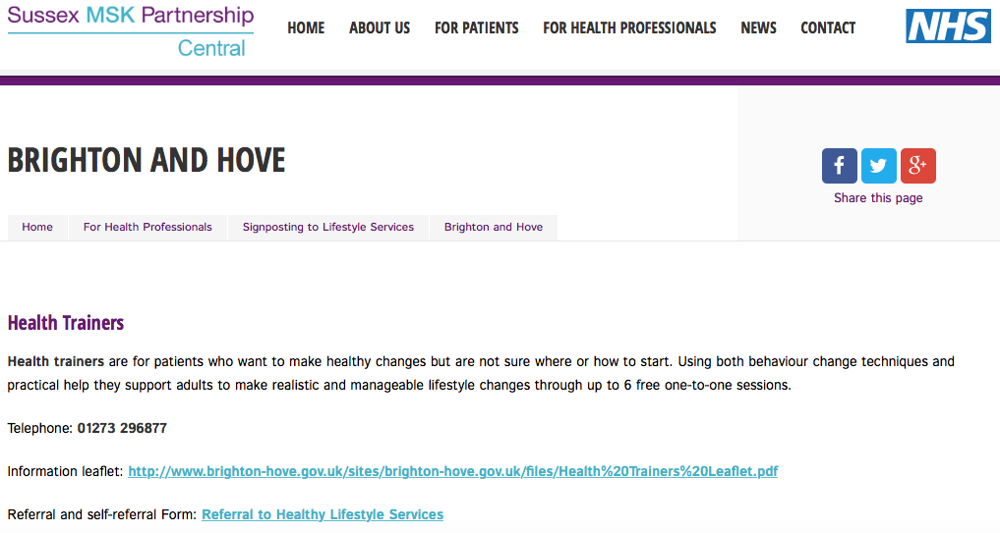 Sussex MSK Partnership
Central
HOME ABOUT US FOR PATIENTS FOR HEALTH PROFESSIONALS NEWS CONTACT
NHS
BRIGHTON AND HOVE
f g+
Share this page
Home For Health Professionals Signposting to Lifestyle Services Brighton and Hove
Health Trainers
Health trainers are for patients who want to make healthy changes but are not sure where or how to start. Using both behaviour change techniques and
practical help they support adults to make realistic and manageable lifestyle changes through up to 6 free one-to-one sessions.
Telephone: 01273 296877
Information leaflet: http://www.brighton-hove.gov.uk/sites/brighton-hove.gov.uk/files/Health%20Trainers%20Leaflet.pdf
Referral and self-referral Form: Referral to Healthy Lifestyle Services